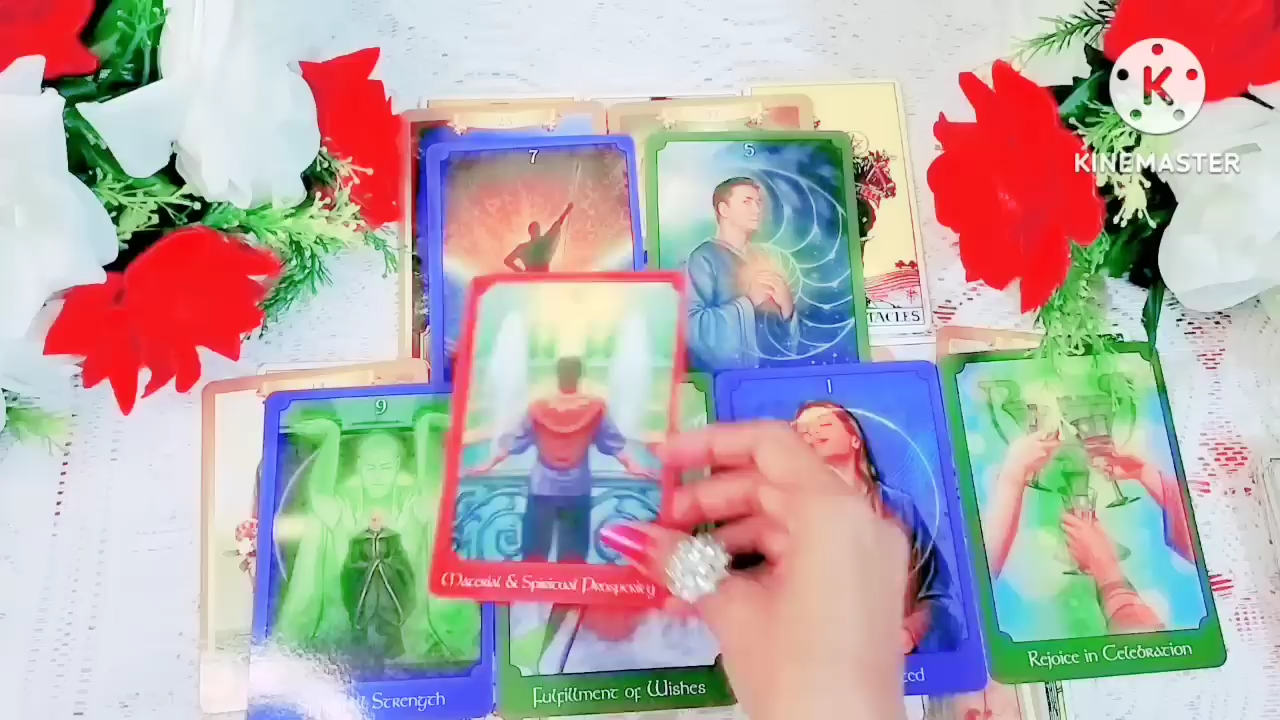 K
KINEMASTER
7
5
TACLES
9
1
Material & Spiritual Prosperity
Rejoice in Celebration
Strength
Fulfillment of Wishes